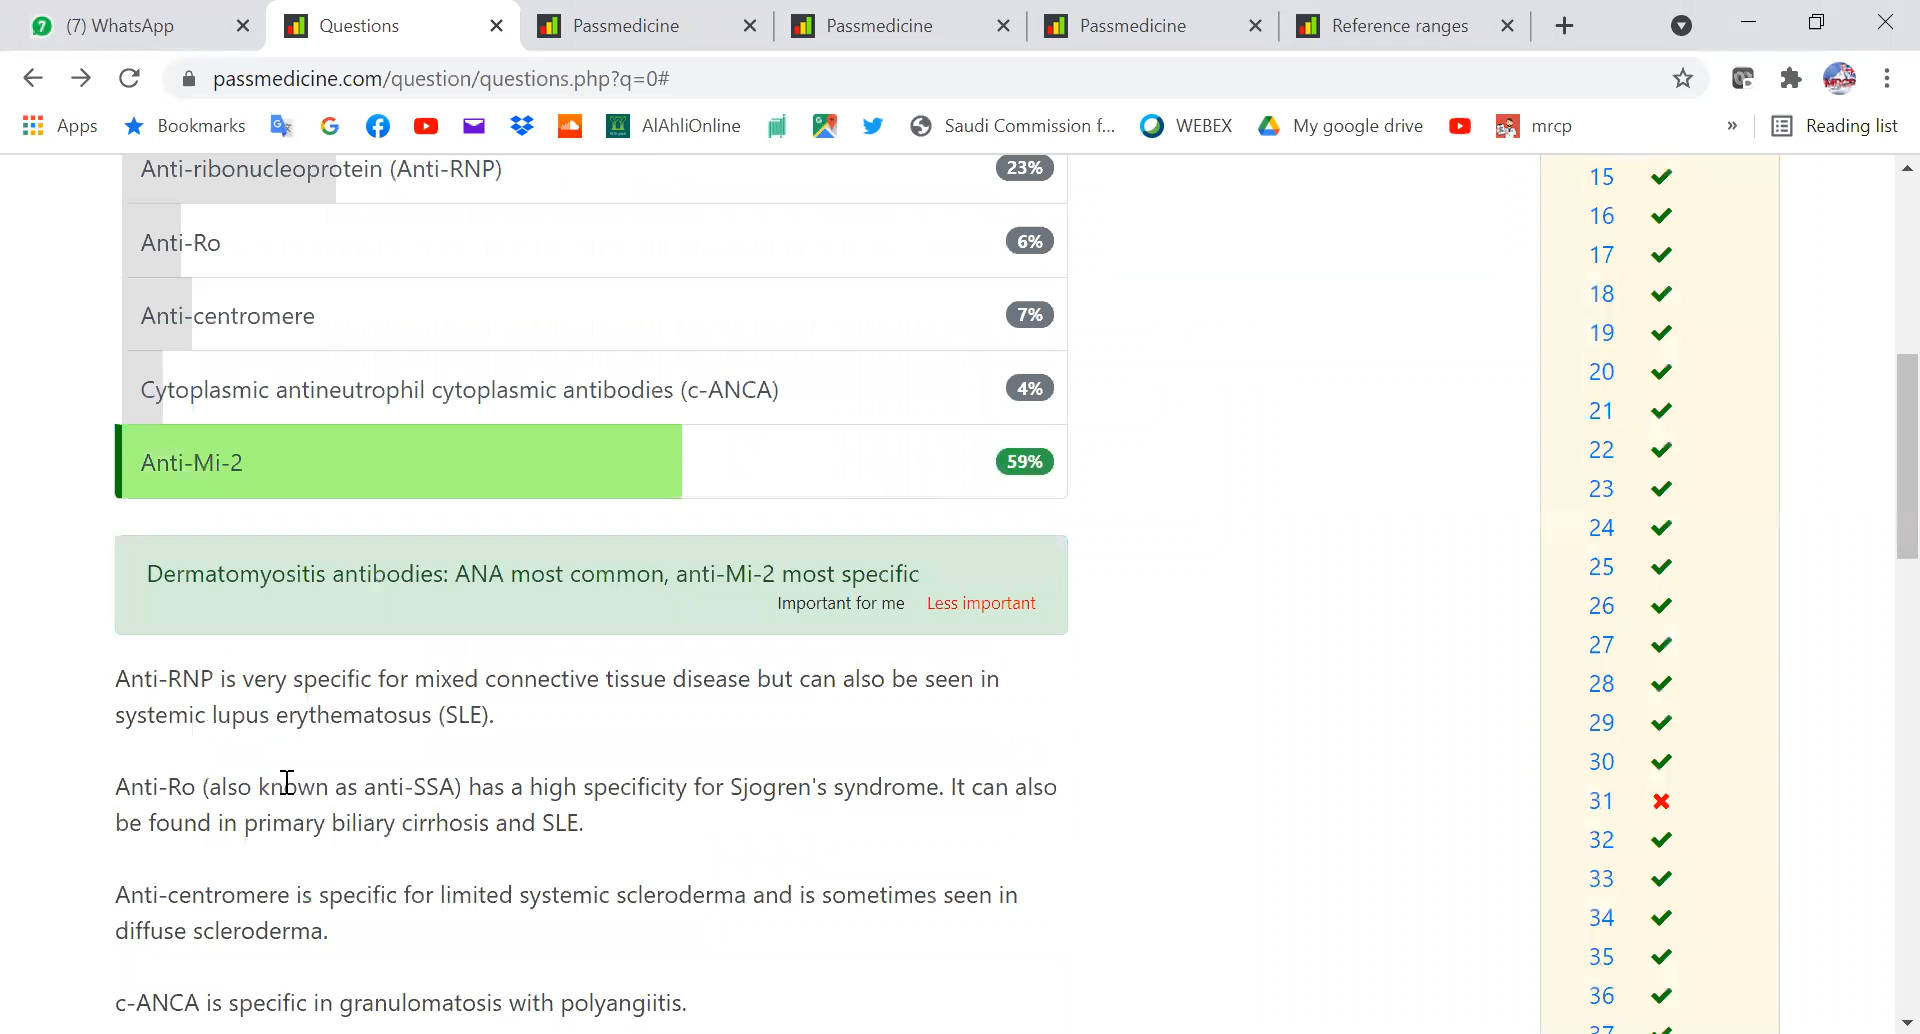 (7) WhatsApp
Questions
Passmedicine
Passmedicine
Passmedicine
Reference ranges
passmedicine.com/question/questions.php?q=0#
Apps
Bookmarks
AlAhliOnline
Saudi Commission f...
WEBEX
My google drive
mrcp
»
Reading list
Anti-ribonucleoprotein (Anti-RNP) 23%
Anti-Ro 6%
Anti-centromere 7%
Cytoplasmic antineutrophil cytoplasmic antibodies (c-ANCA) 4%
Anti-Mi-2 59%
Dermatomyositis antibodies: ANA most common, anti-Mi-2 most specific
Important for me Less important
Anti-RNP is very specific for mixed connective tissue disease but can also be seen in
systemic lupus erythematosus (SLE).
Anti-Ro (also known as anti-SSA) has a high specificity for Sjogren's syndrome. It can also
be found in primary biliary cirrhosis and SLE.
Anti-centromere is specific for limited systemic scleroderma and is sometimes seen in
diffuse scleroderma.
c-ANCA is specific in granulomatosis with polyangiitis.
15
16
17
18
19
20
21
22
23
24
25
26
27
28
29
30
31
32
33
34
35
36
37